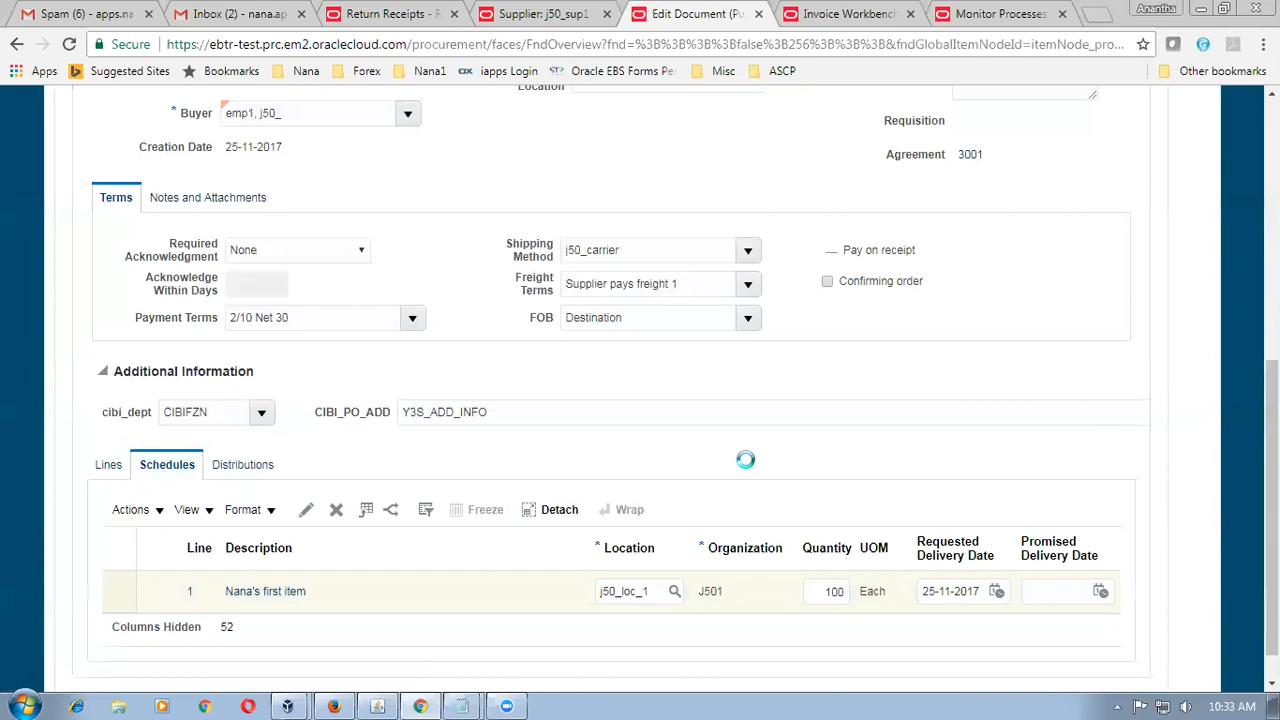 Spam (6) - apps.na
Inbox (2) - nana.ap
Return Receipts - R
Supplier: j50_sup1
Edit Document (Pu
Invoice Workbench
Monitor Processes
Anantha
Secure https://ebtr-test.prc.em2.oraclecloud.com/procurement/faces/FndOverview?fnd=%3B%3B%3B%3Bfalse%3B256%3B%3B%3B&fndGlobalItemNodeId=itemNode_pro...
Apps Suggested Sites Bookmarks Nana Forex Nana1 iapps Login Oracle EBS Forms Per Misc ASCP Other bookmarks
Location
* Buyer emp1, j50_
Requisition
Creation Date 25-11-2017
Agreement 3001
Terms Notes and Attachments
Required Acknowledgment None
Shipping Method j50_carrier
Pay on receipt
Acknowledge Within Days
Freight Terms Supplier pays freight 1
Confirming order
Payment Terms 2/10 Net 30
FOB Destination
Additional Information
cibi_dept CIBIFZN CIBI_PO_ADD Y3S_ADD_INFO
Lines Schedules Distributions
Actions View Format Freeze Detach Wrap
Line Description * Location * Organization Quantity UOM Requested Delivery Date Promised Delivery Date
1 Nana's first item j50_loc_1 J501 100 Each 25-11-2017
Columns Hidden 52
10:33 AM